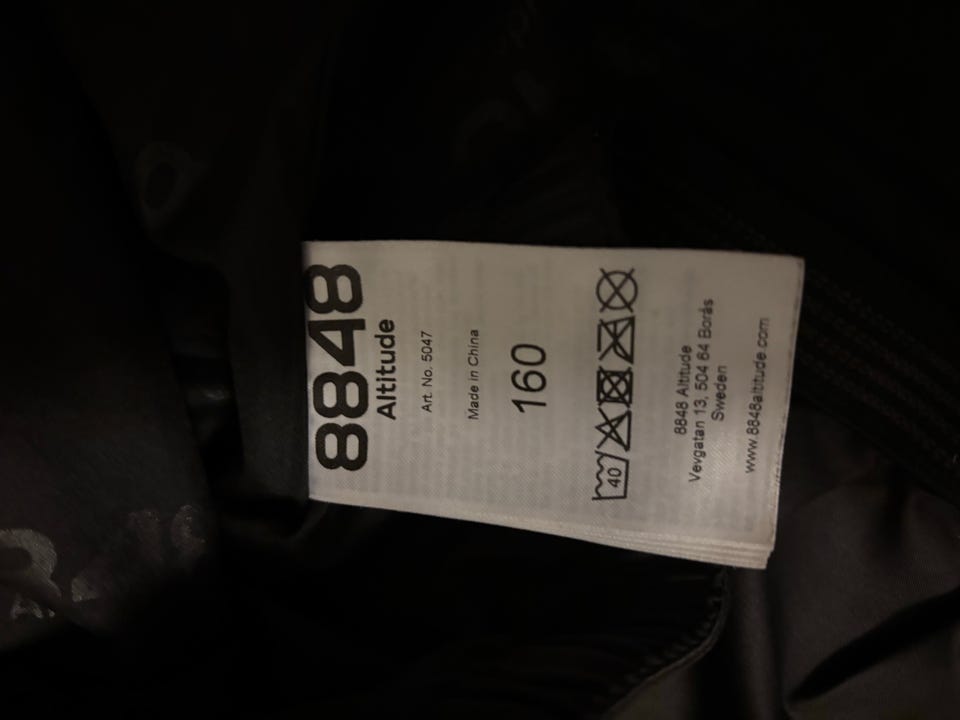 8848
Altitude
Art. No. 5047
Made in China
160
40
8848 Altitude
Vevgatan 13, 504 64 Borås
Sweden
www.8848altitude.com